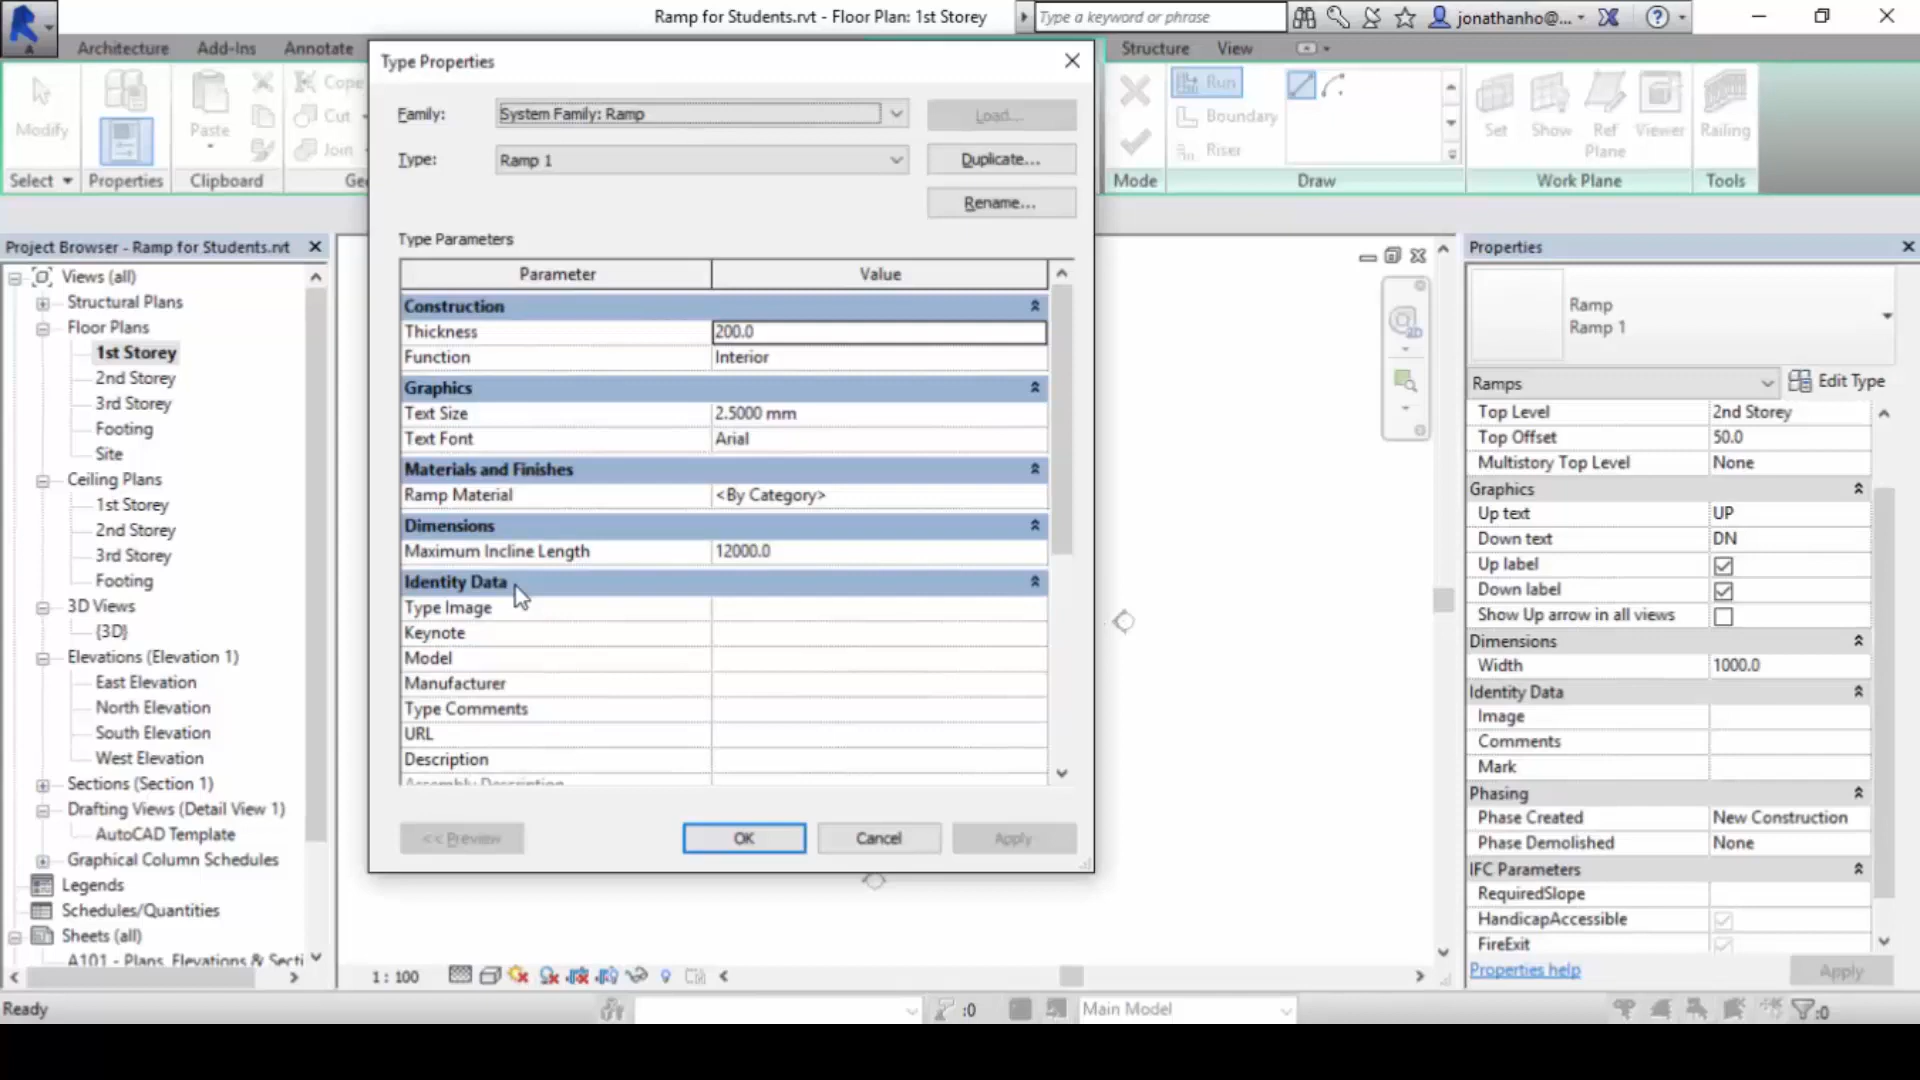 Ramp for Students.rvt - Floor Plan: 1st Storey
Type a keyword or phrase
jonathanho@...
Architecture
Add-Ins
Annotate
Structure
View
Modify
Paste
Cope
Cut
Join
Run
Boundary
Riser
Set
Show
Ref Plane
Viewer
Railing
Select
Properties
Clipboard
Mode
Draw
Work Plane
Tools
Type Properties
Family:
System Family: Ramp
Load...
Type:
Ramp 1
Duplicate...
Rename...
Type Parameters
Parameter
Value
Construction
Thickness
200.0
Function
Interior
Graphics
Text Size
2.5000 mm
Text Font
Arial
Materials and Finishes
Ramp Material
<By Category>
Dimensions
Maximum Incline Length
12000.0
Identity Data
Type Image
Keynote
Model
Manufacturer
Type Comments
URL
Description
Assembly Description
<< Preview
OK
Cancel
Apply
Project Browser - Ramp for Students.rvt
Views (all)
Structural Plans
Floor Plans
1st Storey
2nd Storey
3rd Storey
Footing
Site
Ceiling Plans
1st Storey
2nd Storey
3rd Storey
Footing
3D Views
{3D}
Elevations (Elevation 1)
East Elevation
North Elevation
South Elevation
West Elevation
Sections (Section 1)
Drafting Views (Detail View 1)
AutoCAD Template
Graphical Column Schedules
Legends
Schedules/Quantities
Sheets (all)
A101 - Plans, Elevations & Secti
Properties
Ramp
Ramp 1
Ramps
Edit Type
Top Level
2nd Storey
Top Offset
50.0
Multistory Top Level
None
Graphics
Up text
UP
Down text
DN
Up label
Down label
Show Up arrow in all views
Dimensions
Width
1000.0
Identity Data
Image
Comments
Mark
Phasing
Phase Created
New Construction
Phase Demolished
None
IFC Parameters
RequiredSlope
HandicapAccessible
FireExit
Properties help
Apply
1 : 100
Ready
:0
Main Model
:0